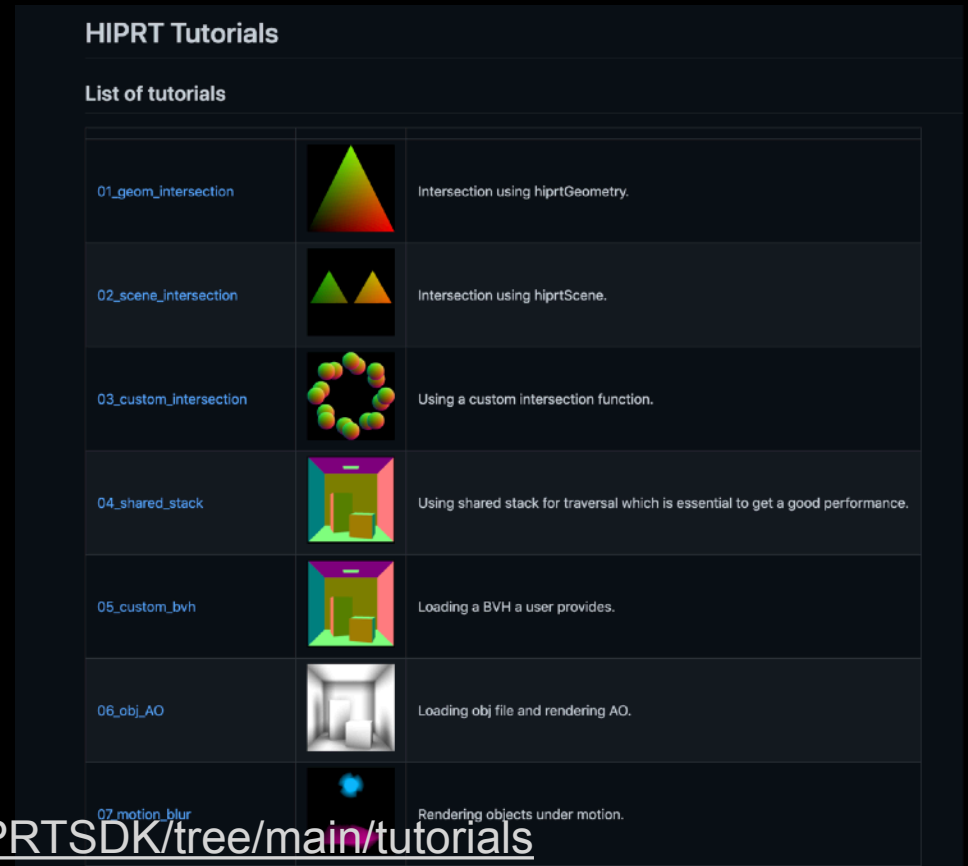 HIPRT Tutorials
List of tutorials
01_geom_intersection Intersection using hiprtGeometry.
02_scene_intersection Intersection using hiprtScene.
03_custom_intersection Using a custom intersection function.
04_shared_stack Using shared stack for traversal which is essential to get a good performance.
05_custom_bvh Loading a BVH a user provides.
06_obj_AO Loading obj file and rendering AO.
07_motion_blur Rendering objects under motion.
PRTSDK/tree/main/tutorials